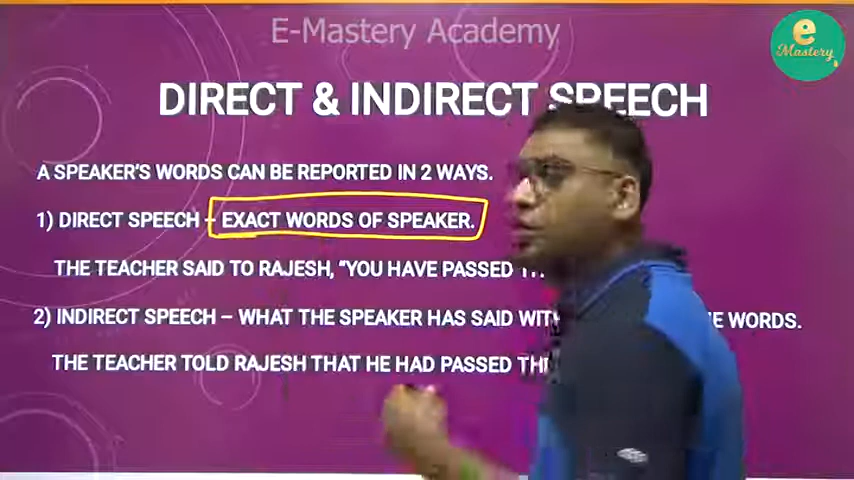 E-Mastery Academy
e
Mastery
DIRECT & INDIRECT SPEECH
A SPEAKER'S WORDS CAN BE REPORTED IN 2 WAYS.
1) DIRECT SPEECH – EXACT WORDS OF SPEAKER.
THE TEACHER SAID TO RAJESH, "YOU HAVE PASSED
2) INDIRECT SPEECH – WHAT THE SPEAKER HAS SAID WORDS.
THE TEACHER TOLD RAJESH THAT HE HAD PASSED